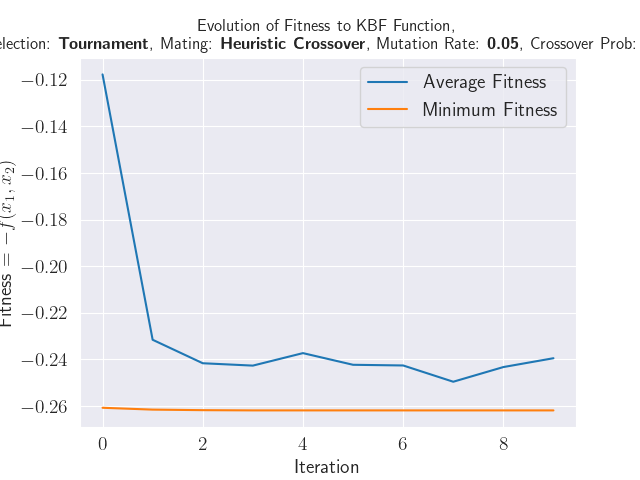 Evolution of Fitness to KBF Function,
election: Tournament, Mating: Heuristic Crossover, Mutation Rate: 0.05, Crossover Prob:
Average Fitness
Minimum Fitness
−0.12
−0.14
−0.16
−0.18
−0.20
−0.22
−0.24
−0.26
Fitness = −f(x₁, x₂)
0 2 4 6 8
Iteration